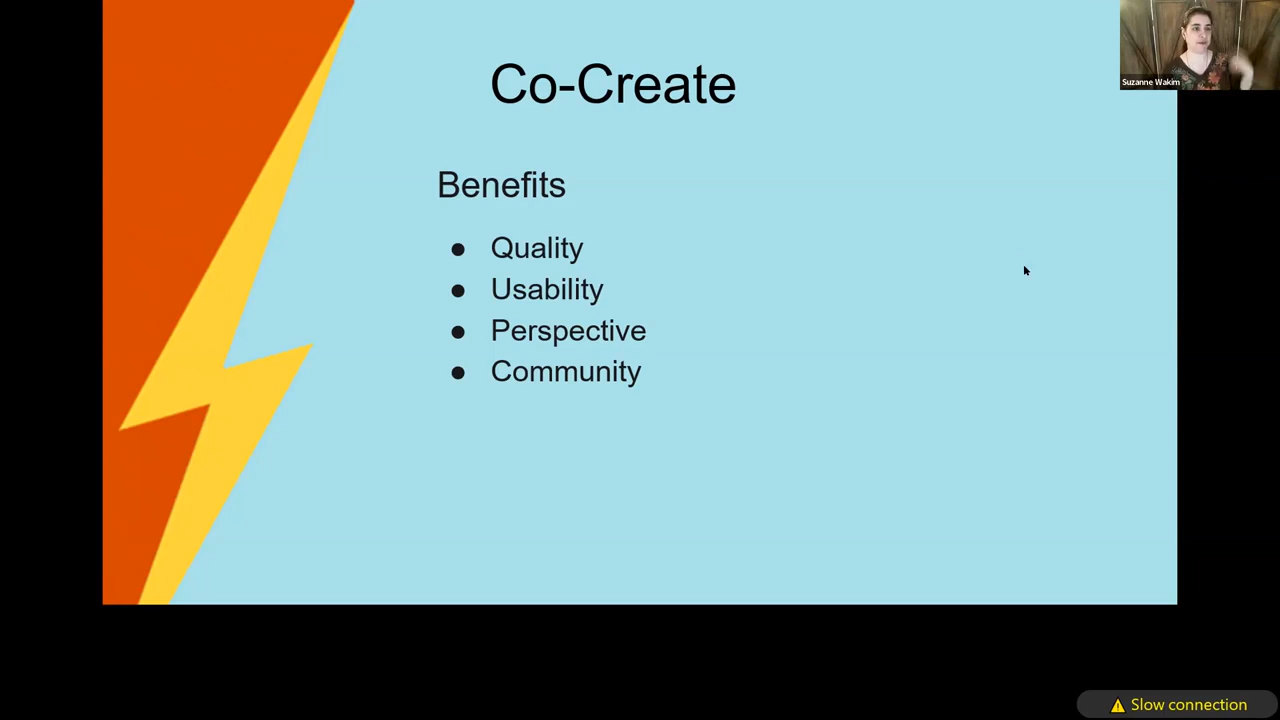 Co-Create
Suzanne Wakim
Benefits
● Quality
● Usability
● Perspective
● Community
Slow connection